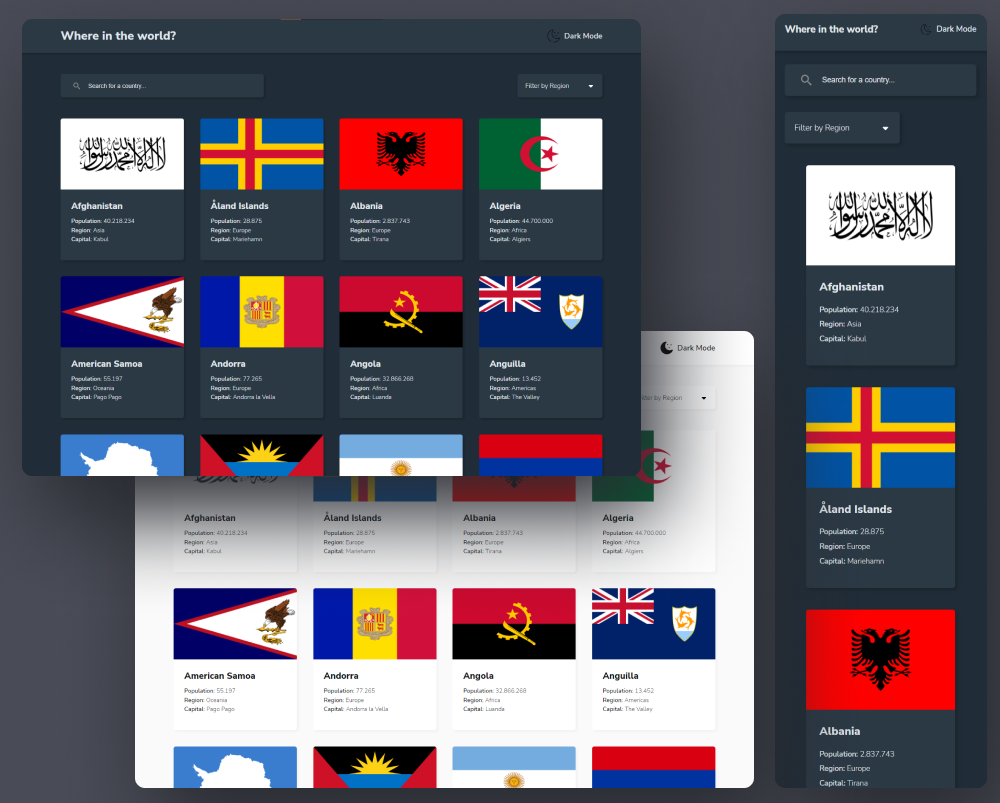 Where in the world?
Dark Mode
Search for a country...
Filter by Region
Afghanistan
Population: 40.218.234
Region: Asia
Capital: Kabul
Åland Islands
Population: 28.875
Region: Europe
Capital: Mariehamn
Albania
Population: 2.837.743
Region: Europe
Capital: Tirana
Algeria
Population: 44.700.000
Region: Africa
Capital: Algiers
American Samoa
Population: 55.197
Region: Oceania
Capital: Pago Pago
Andorra
Population: 77.265
Region: Europe
Capital: Andorra la Vella
Angola
Population: 32.866.268
Region: Africa
Capital: Luanda
Anguilla
Population: 13.452
Region: Americas
Capital: The Valley
Dark Mode
Filter by Region
Afghanistan
Population: 40.218.234
Region: Asia
Capital: Kabul
Åland Islands
Population: 28.875
Region: Europe
Capital: Mariehamn
Albania
Population: 2.837.743
Region: Europe
Capital: Tirana
Algeria
Population: 44.700.000
Region: Africa
Capital: Algiers
American Samoa
Population: 55.197
Region: Oceania
Capital: Pago Pago
Andorra
Population: 77.265
Region: Europe
Capital: Andorra la Vella
Angola
Population: 32.866.268
Region: Africa
Capital: Luanda
Anguilla
Population: 13.452
Region: Americas
Capital: The Valley
Where in the world?
Dark Mode
Search for a country...
Filter by Region
لا إله إلا الله محمد رسول الله
Afghanistan
Population: 40.218.234
Region: Asia
Capital: Kabul
Åland Islands
Population: 28.875
Region: Europe
Capital: Mariehamn
Albania
Population: 2.837.743
Region: Europe
Capital: Tirana